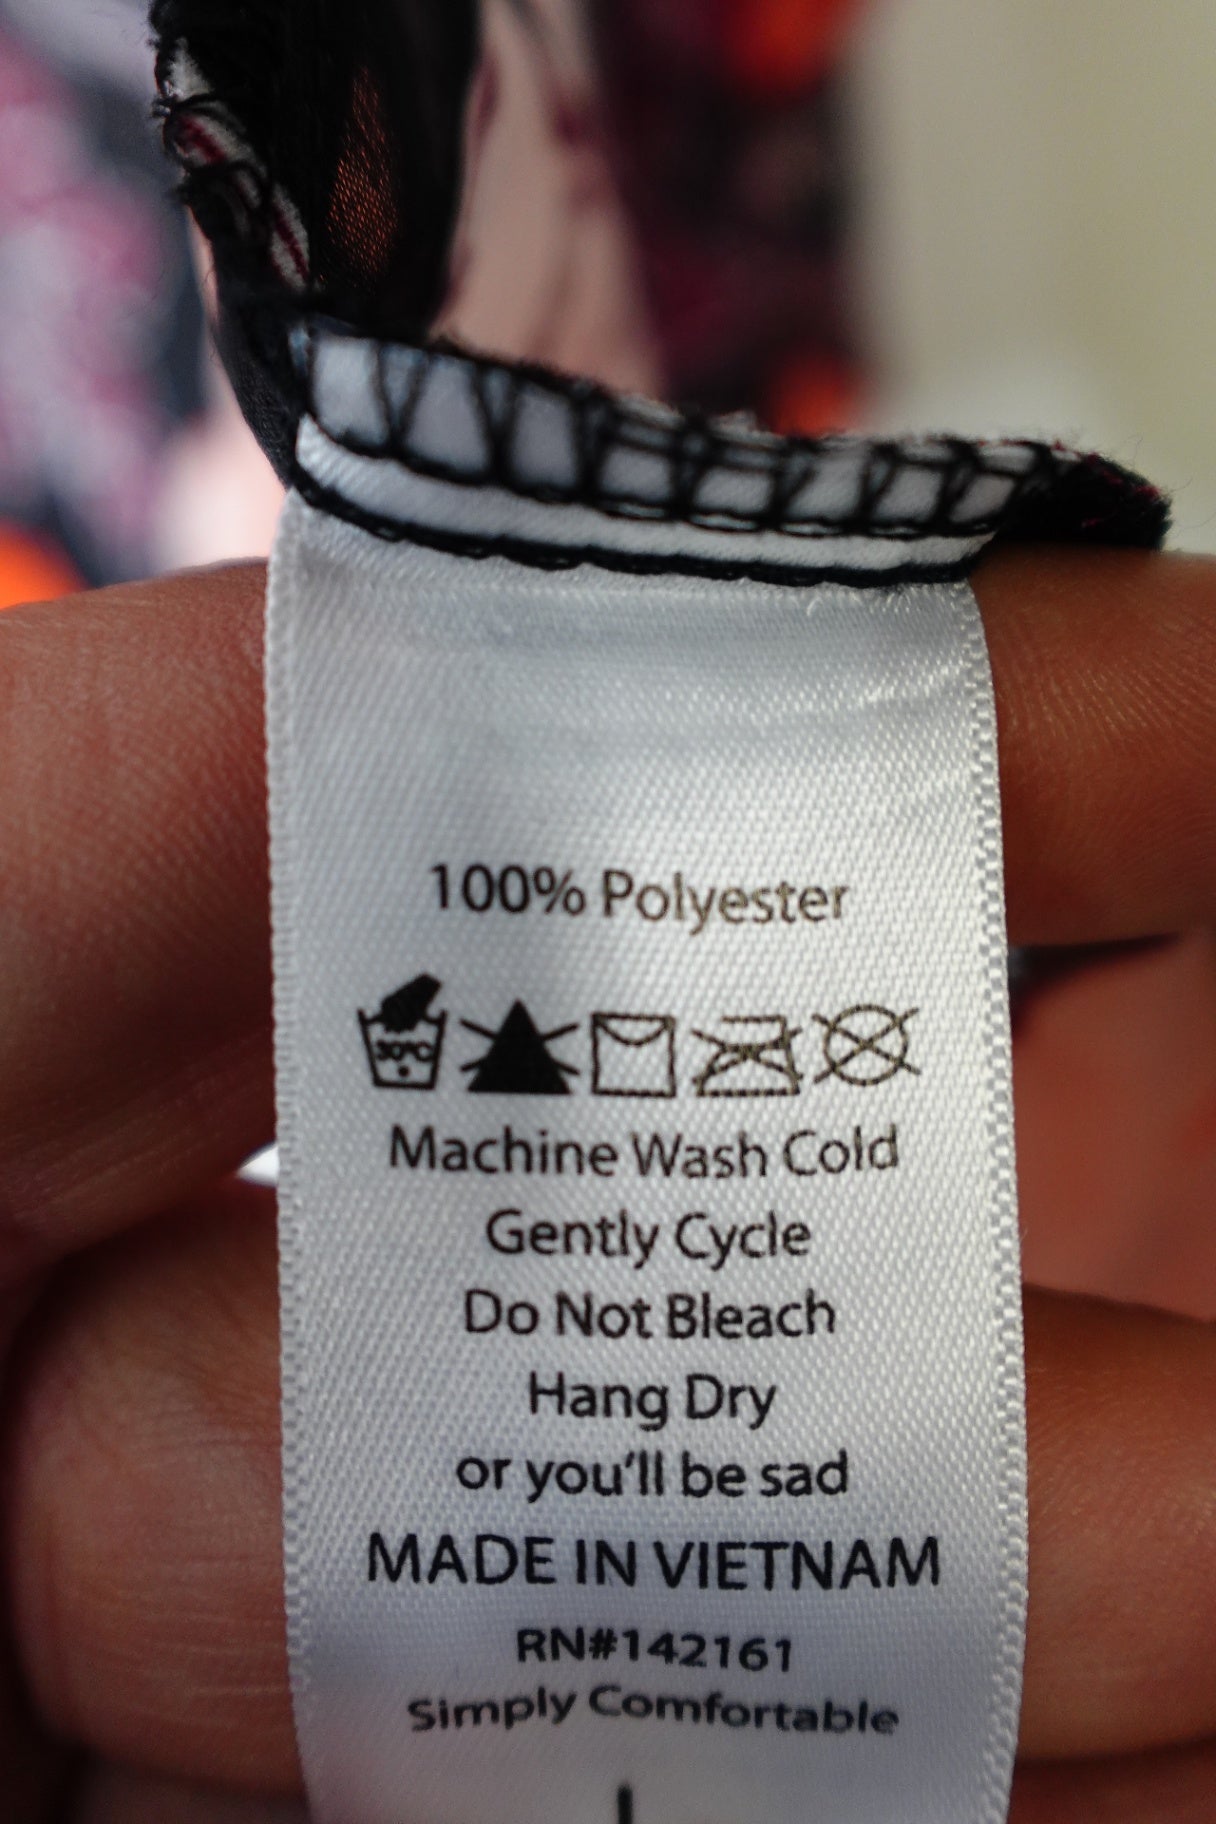 100% Polyester
30°C
Machine Wash Cold
Gently Cycle
Do Not Bleach
Hang Dry
or you'll be sad
MADE IN VIETNAM
RN#142161
Simply Comfortable